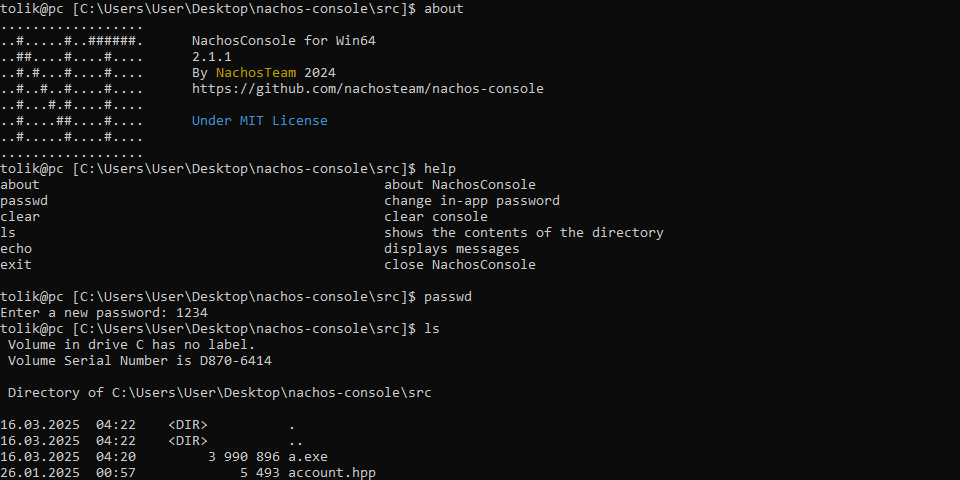 tolik@pc [C:\Users\User\Desktop\nachos-console\src]$ about
..................
..#.....#..######.      NachosConsole for Win64
..##....#....#....      2.1.1
..#.#...#....#....      By NachosTeam 2024
..#..#..#....#....      https://github.com/nachosteam/nachos-console
..#...#.#....#....
..#....##....#....      Under MIT License
..#.....#....#....
..................
tolik@pc [C:\Users\User\Desktop\nachos-console\src]$ help
about                                           about NachosConsole
passwd                                          change in-app password
clear                                           clear console
ls                                              shows the contents of the directory
echo                                            displays messages
exit                                            close NachosConsole

tolik@pc [C:\Users\User\Desktop\nachos-console\src]$ passwd
Enter a new password: 1234
tolik@pc [C:\Users\User\Desktop\nachos-console\src]$ ls
 Volume in drive C has no label.
 Volume Serial Number is D870-6414

 Directory of C:\Users\User\Desktop\nachos-console\src

16.03.2025  04:22    <DIR>          .
16.03.2025  04:22    <DIR>          ..
16.03.2025  04:20         3 990 896 a.exe
26.01.2025  00:57             5 493 account.hpp